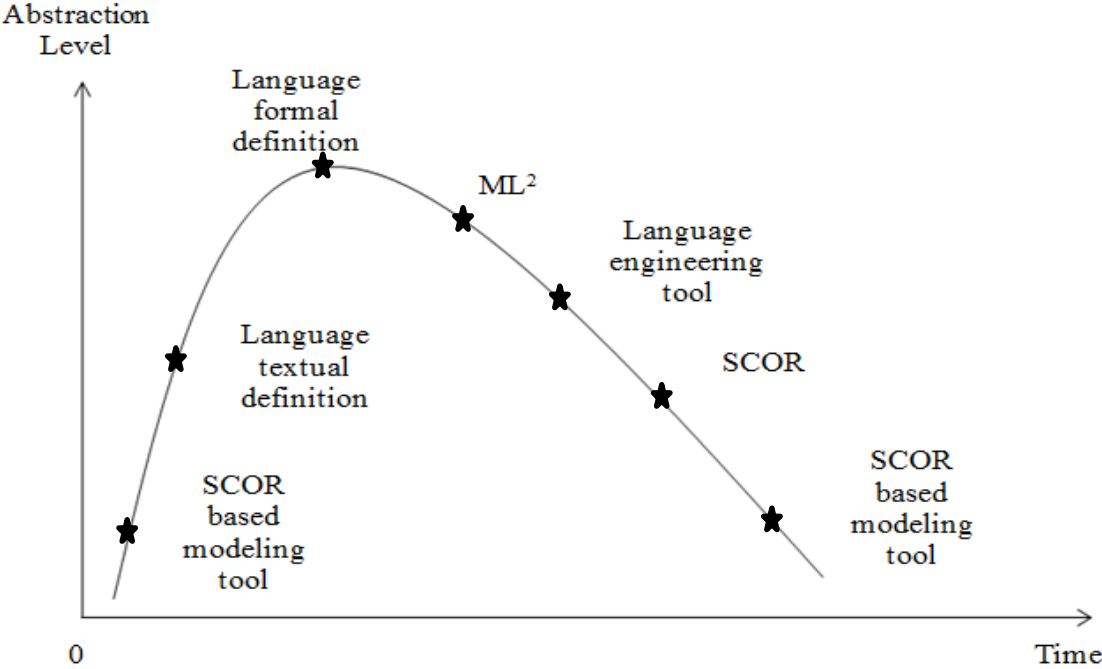 Abstraction
Level
Language
formal
definition
ML²
Language
engineering
tool
Language
textual
definition
SCOR
SCOR
based
modeling
tool
SCOR
based
modeling
tool
0
Time